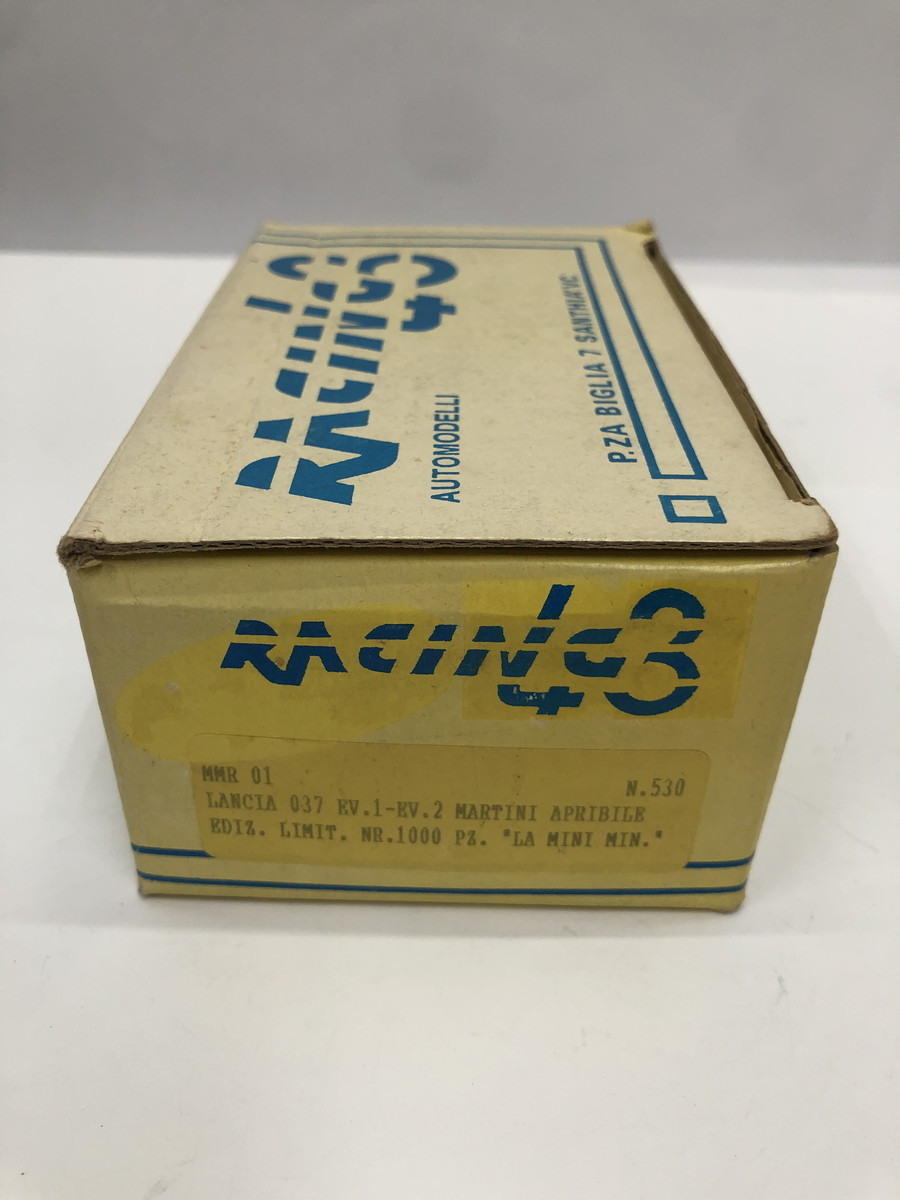 RACING 43
AUTOMODELLI
P.ZA BIGLIA 7 SANTHIA'VC
RACING 43
MMR 01 N.530
LANCIA 037 EV.1-EV.2 MARTINI APRIBILE
EDIZ. LIMIT. NR.1000 PZ. "LA MINI MIN."